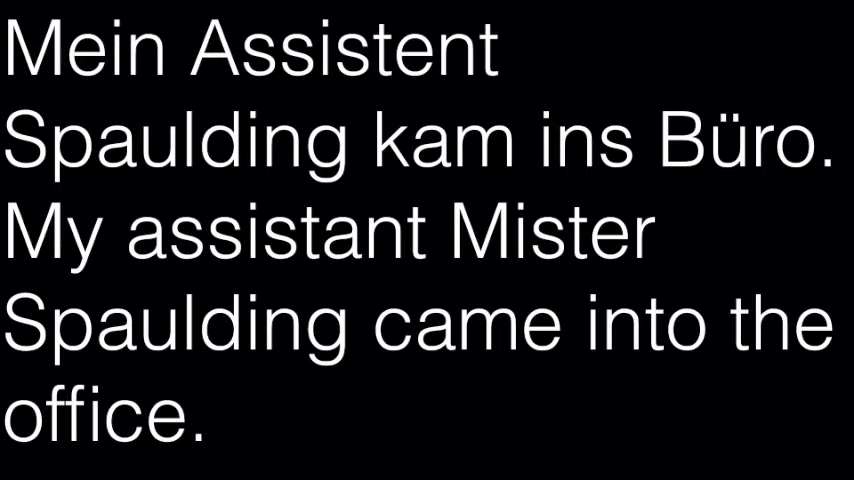 Mein Assistent
Spaulding kam ins Büro.
My assistant Mister
Spaulding came into the
office.